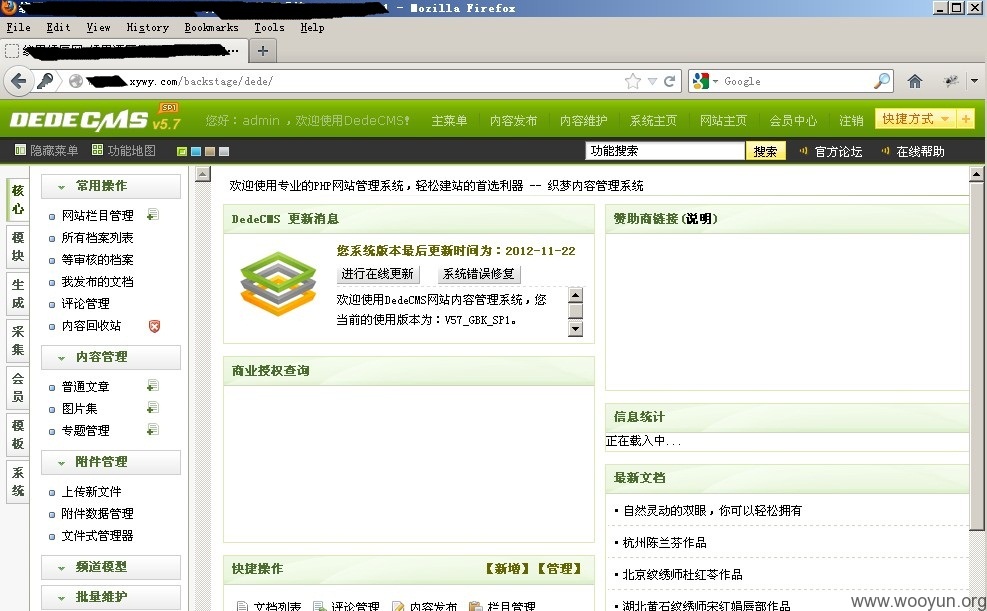 - Mozilla Firefox
File Edit View History Bookmarks Tools Help
xywy.com/backstage/dede/
Google
DEDECMS v5.7 SP1
您好：admin ，欢迎使用DedeCMS！ 主菜单 内容发布 内容维护 系统主页 网站主页 会员中心 注销 快捷方式
隐藏菜单 功能地图 功能搜索 搜索 官方论坛 在线帮助
核心
模块
生成
采集
会员
模板
系统
常用操作
网站栏目管理
所有档案列表
等审核的档案
我发布的文档
评论管理
内容回收站
内容管理
普通文章
图片集
专题管理
附件管理
上传新文件
附件数据管理
文件式管理器
频道模型
批量维护
欢迎使用专业的PHP网站管理系统，轻松建站的首选利器 -- 织梦内容管理系统
DedeCMS 更新消息
您系统版本最后更新时间为：2012-11-22
进行在线更新 系统错误修复
欢迎使用DedeCMS网站内容管理系统，您
当前的使用版本为：V57_GBK_SP1。
商业授权查询
快捷操作 【新增】【管理】
文档列表 评论管理 内容发布 栏目管理
赞助商链接(说明)
信息统计
正在载入中...
最新文档
自然灵动的双眼，你可以轻松拥有
杭州陈兰芬作品
北京纹绣师杜红苓作品
湖北黄石纹绣师宋红娟唇部作品
www.wooyun.org